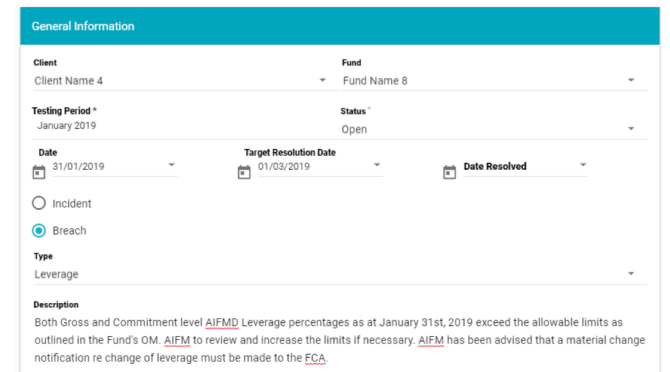 General Information
Client Fund
Client Name 4 Fund Name 8
Testing Period * Status *
January 2019 Open
Date Target Resolution Date
31/01/2019 01/03/2019 Date Resolved
Incident
Breach
Type
Leverage
Description
Both Gross and Commitment level AIFMD Leverage percentages as at January 31st, 2019 exceed the allowable limits as
outlined in the Fund's OM. AIFM to review and increase the limits if necessary. AIFM has been advised that a material change
notification re change of leverage must be made to the FCA.